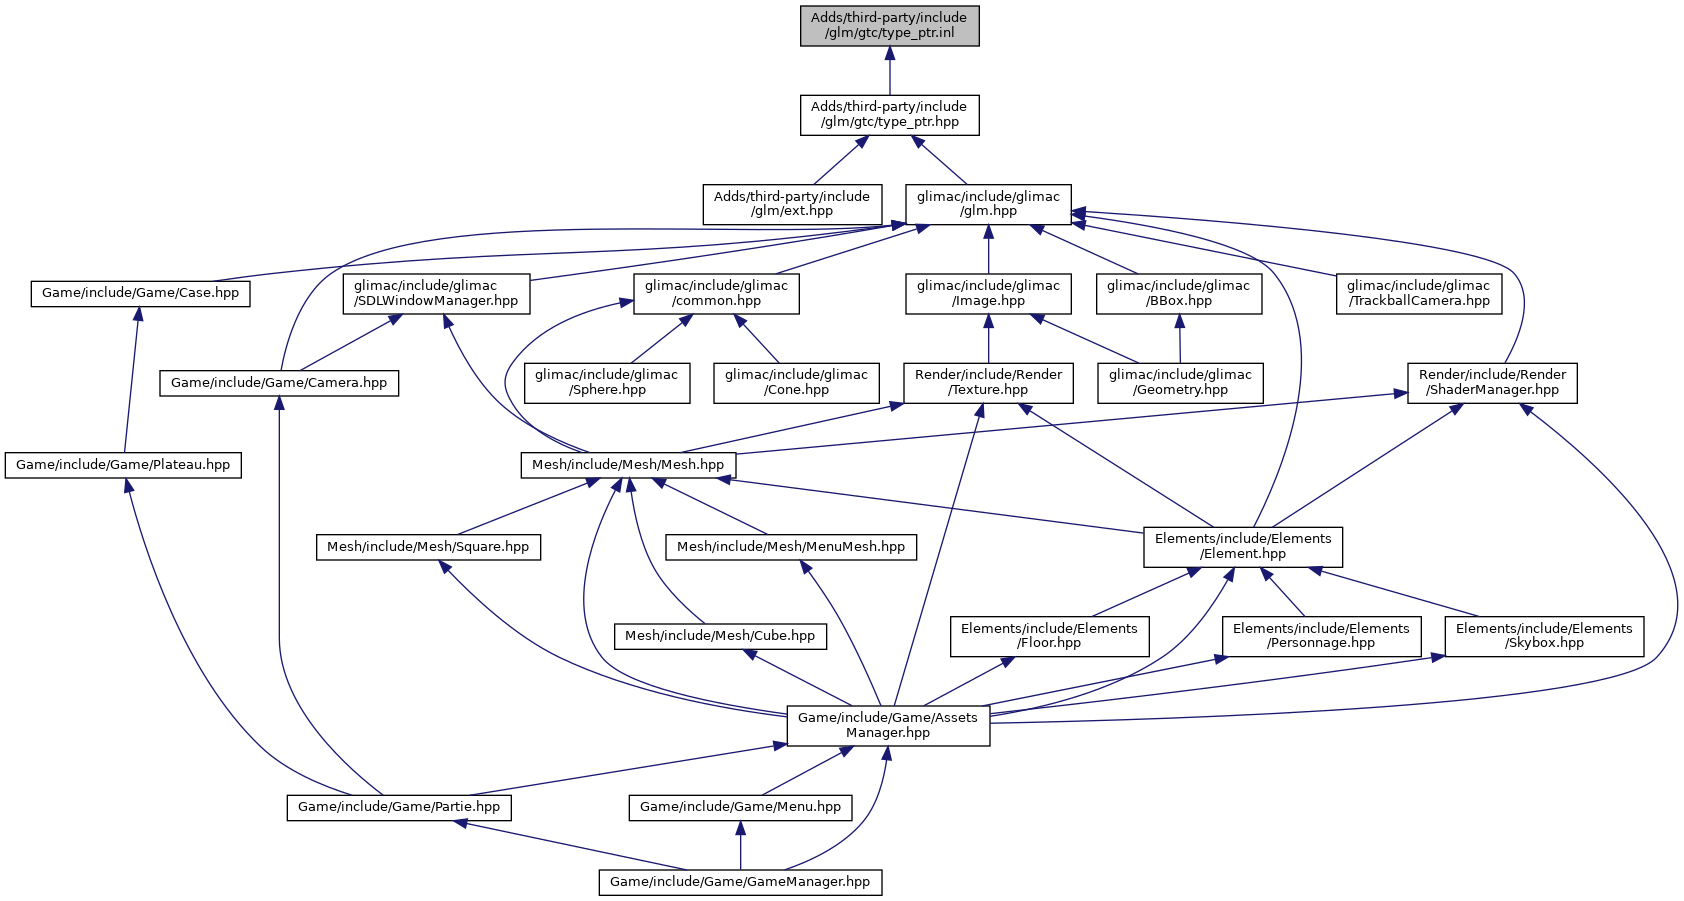 Adds/third-party/include
/glm/gtc/type_ptr.inl
Adds/third-party/include
/glm/gtc/type_ptr.hpp
Adds/third-party/include
/glm/ext.hpp
glimac/include/glimac
/glm.hpp
Game/include/Game/Case.hpp
glimac/include/glimac
/SDLWindowManager.hpp
glimac/include/glimac
/common.hpp
glimac/include/glimac
/Image.hpp
glimac/include/glimac
/BBox.hpp
glimac/include/glimac
/TrackballCamera.hpp
Game/include/Game/Camera.hpp
glimac/include/glimac
/Sphere.hpp
glimac/include/glimac
/Cone.hpp
Render/include/Render
/Texture.hpp
glimac/include/glimac
/Geometry.hpp
Render/include/Render
/ShaderManager.hpp
Game/include/Game/Plateau.hpp
Mesh/include/Mesh/Mesh.hpp
Mesh/include/Mesh/Square.hpp
Mesh/include/Mesh/MenuMesh.hpp
Elements/include/Elements
/Element.hpp
Mesh/include/Mesh/Cube.hpp
Elements/include/Elements
/Floor.hpp
Elements/include/Elements
/Personnage.hpp
Elements/include/Elements
/Skybox.hpp
Game/include/Game/Assets
Manager.hpp
Game/include/Game/Partie.hpp
Game/include/Game/Menu.hpp
Game/include/Game/GameManager.hpp